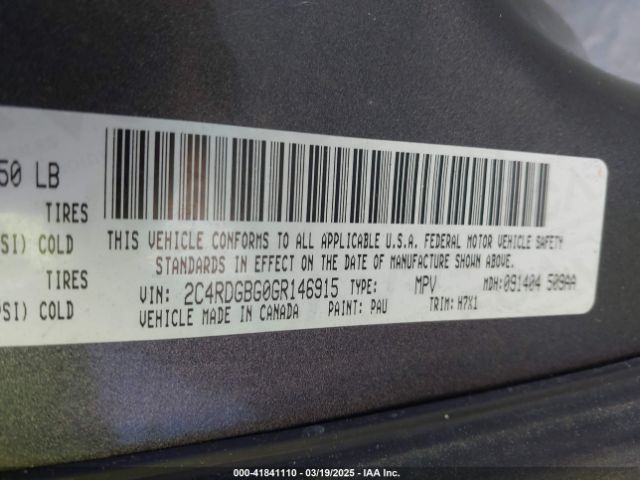 50 LB
TIRES
SI) COLD
TIRES
PSI) COLD
THIS VEHICLE CONFORMS TO ALL APPLICABLE U.S.A. FEDERAL MOTOR VEHICLE SAFETY
STANDARDS IN EFFECT ON THE DATE OF MANUFACTURE SHOWN ABOVE.
VIN: 2C4RDGBG0GR146915 TYPE: MPV MDH:091404 509AA
VEHICLE MADE IN CANADA PAINT: PAU TRIM: H7X1
000-41841110 - 03/19/2025 - IAA Inc.